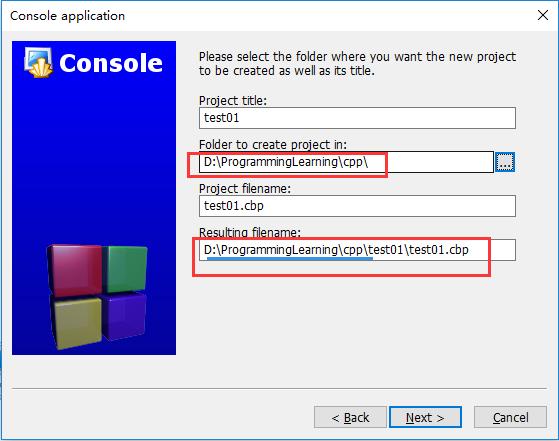 Console application
Console
Please select the folder where you want the new project
to be created as well as its title.
Project title:
test01
Folder to create project in:
D:\ProgrammingLearning\cpp\
...
Project filename:
test01.cbp
Resulting filename:
D:\ProgrammingLearning\cpp\test01\test01.cbp
< Back
Next >
Cancel